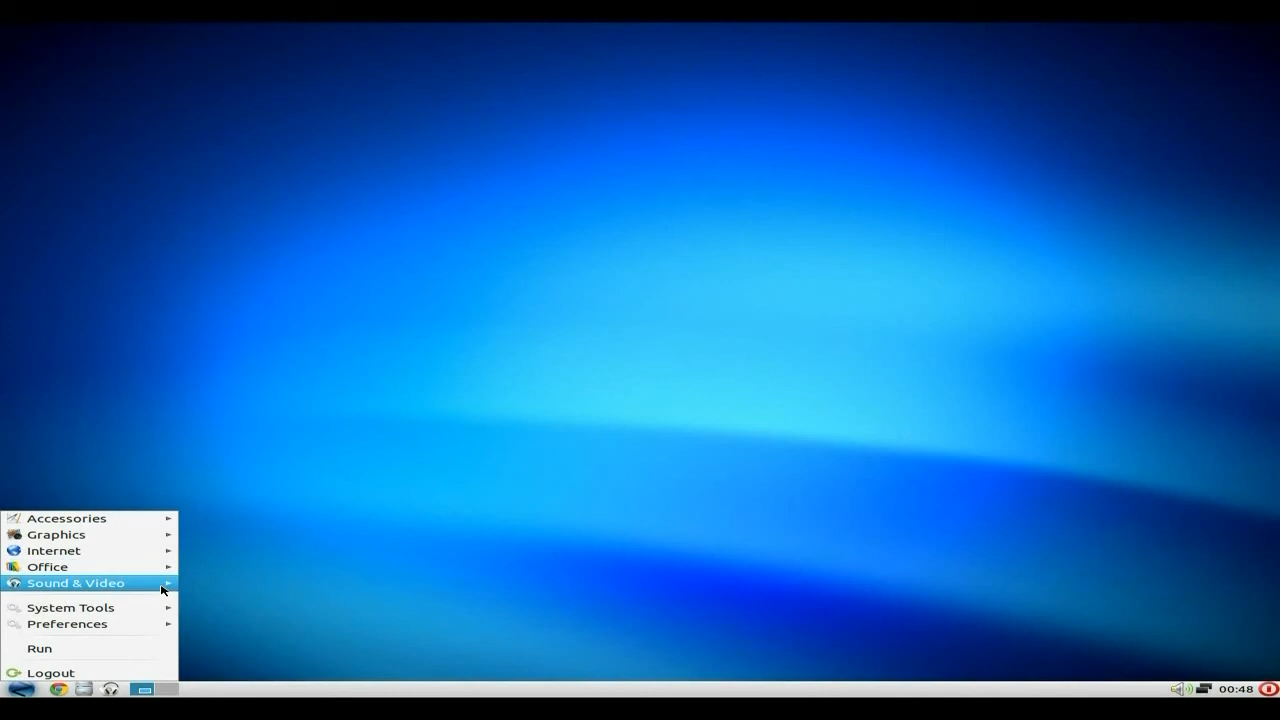 Accessories
Graphics
Internet
Office
Sound & Video
System Tools
Preferences
Run
Logout
00:48